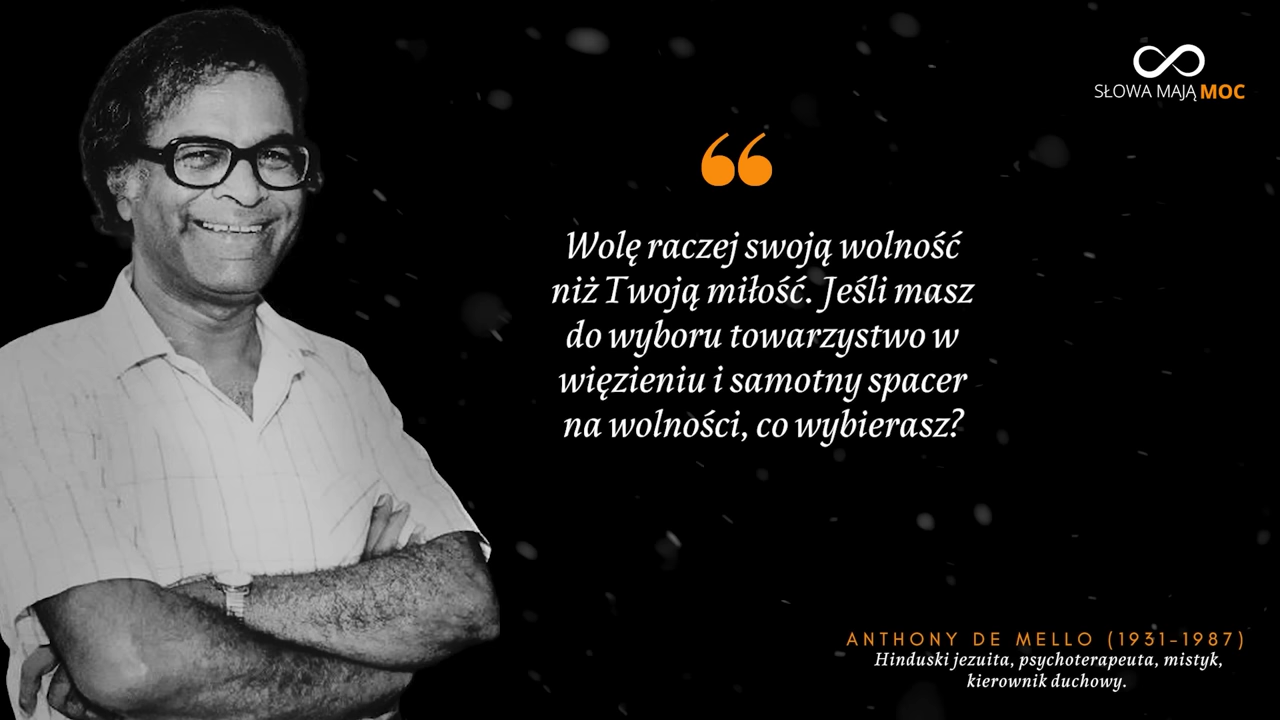 SŁOWA MAJĄ MOC
Wolę raczej swoją wolność
niż Twoją miłość. Jeśli masz
do wyboru towarzystwo w
więzieniu i samotny spacer
na wolności, co wybierasz?
ANTHONY DE MELLO (1931-1987)
Hinduski jezuita, psychoterapeuta, mistyk,
kierownik duchowy.